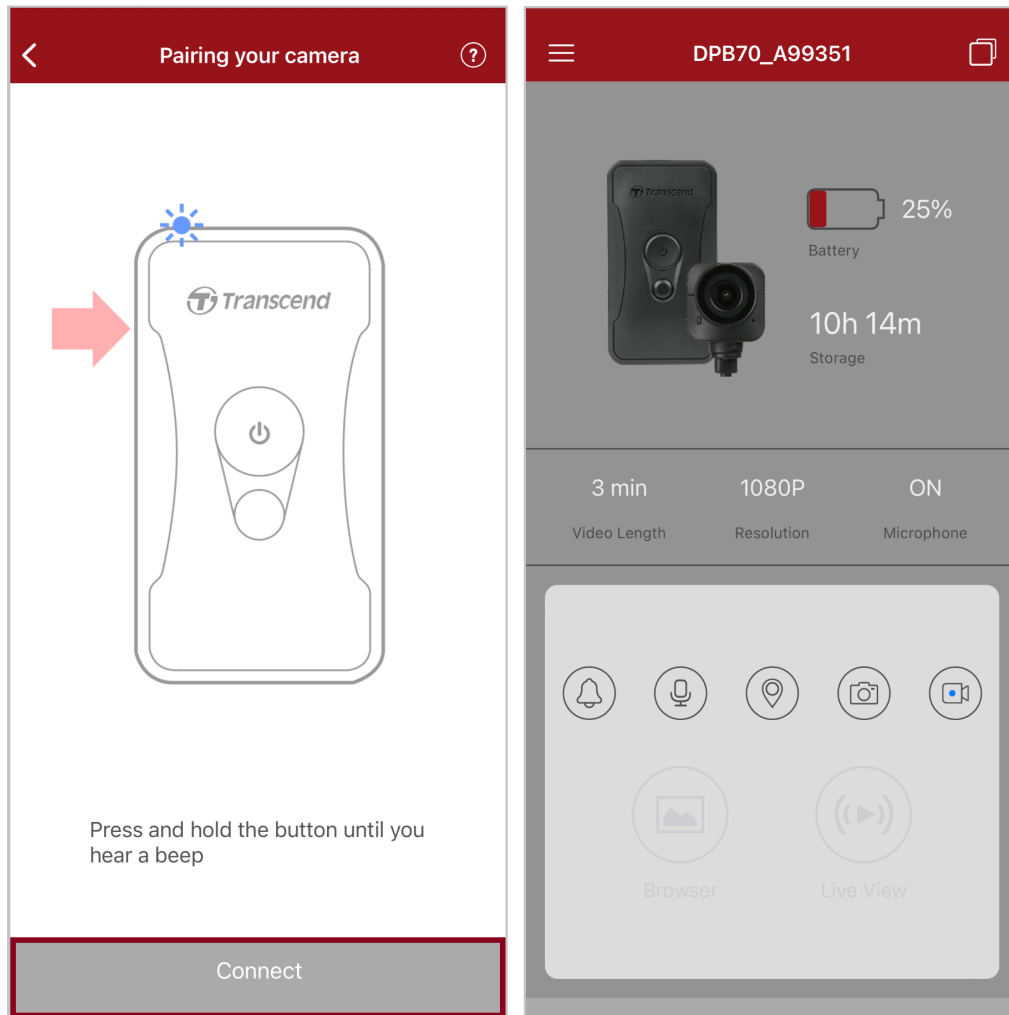 Pairing your camera
?
Transcend
Press and hold the button until you
hear a beep
Connect
DPB70_A99351
Transcend
25%
Battery
10h 14m
Storage
3 min
1080P
ON
Video Length
Resolution
Microphone
Browser
Live View